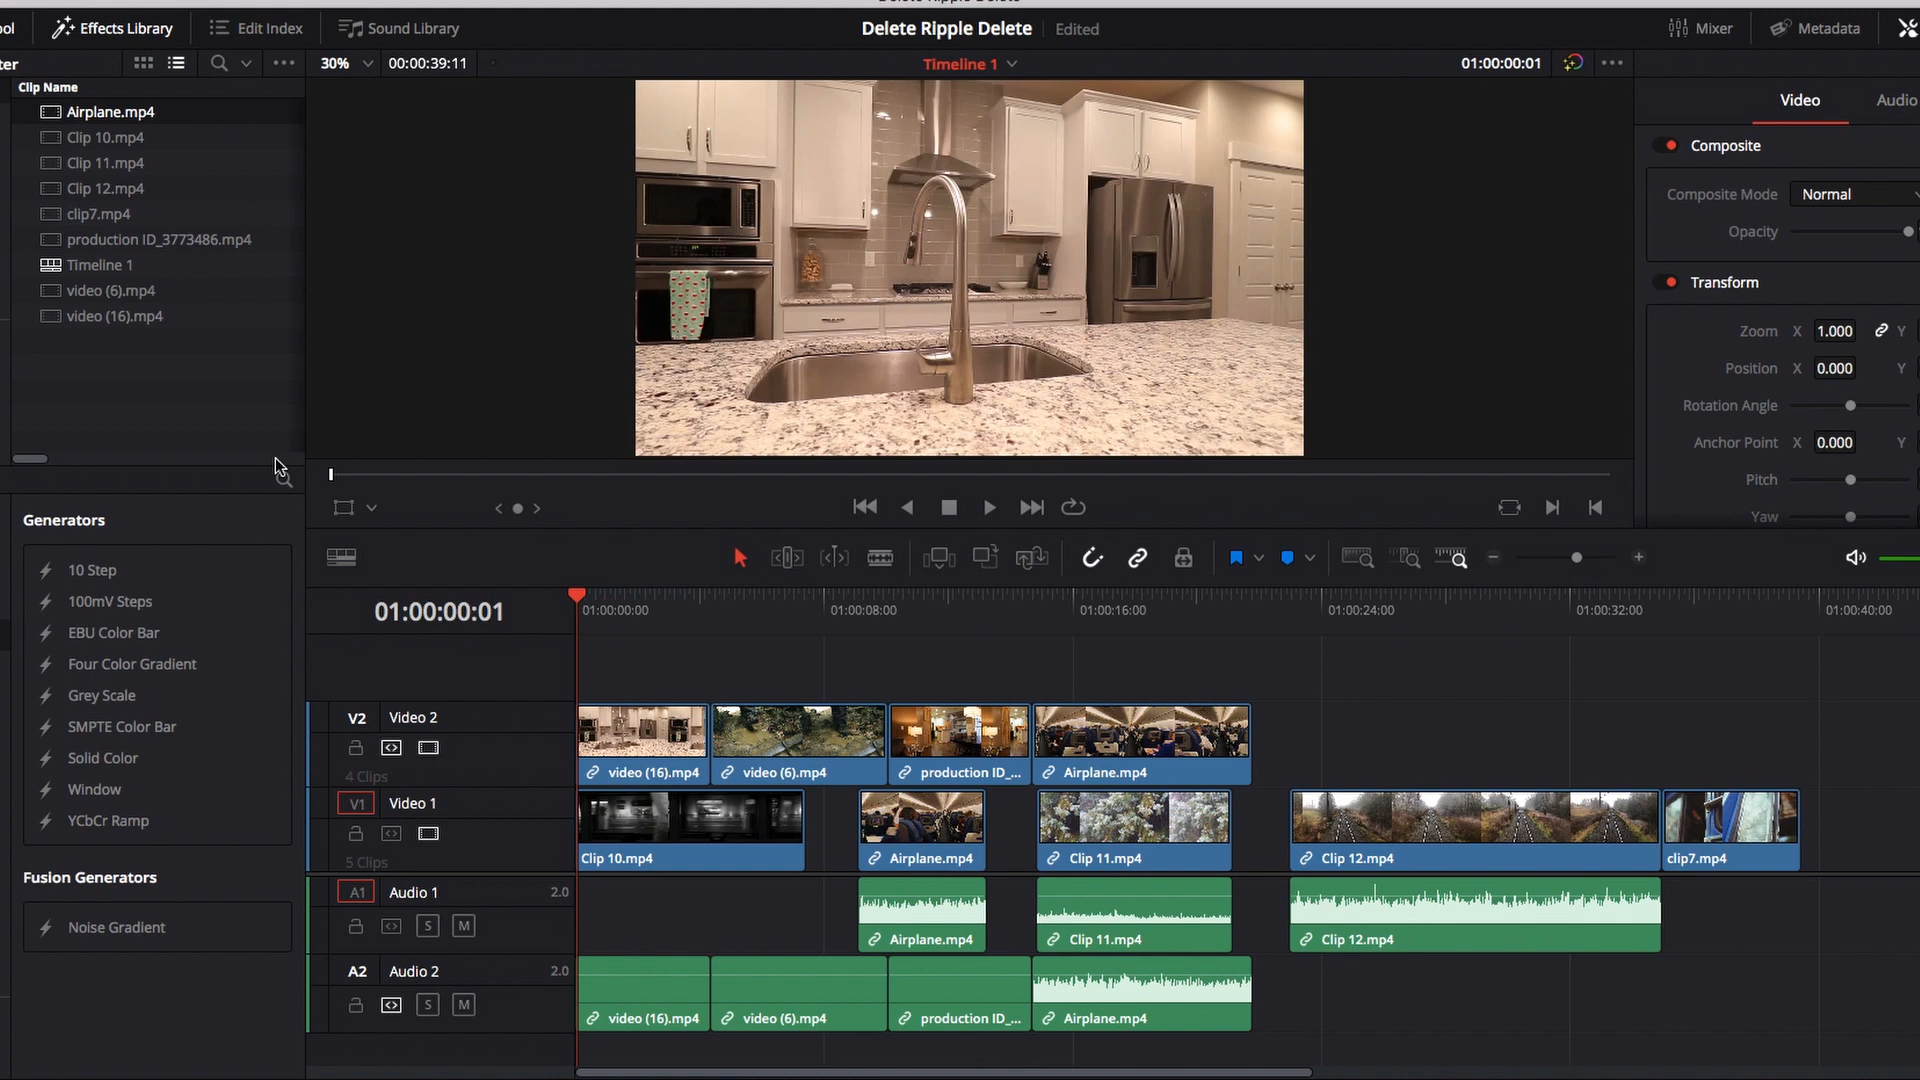 ol
Effects Library
Edit Index
Sound Library
Delete Ripple Delete
Edited
Mixer
Metadata
ter
30%
00:00:39:11
Timeline 1
01:00:00:01
Clip Name
Airplane.mp4
Clip 10.mp4
Clip 11.mp4
Clip 12.mp4
clip7.mp4
production ID_3773486.mp4
Timeline 1
video (6).mp4
video (16).mp4
Video
Audio
Composite
Composite Mode
Normal
Opacity
Transform
Zoom X 1.000 Y
Position X 0.000 Y
Rotation Angle
Anchor Point X 0.000 Y
Pitch
Yaw
Generators
10 Step
100mV Steps
EBU Color Bar
Four Color Gradient
Grey Scale
SMPTE Color Bar
Solid Color
Window
YCbCr Ramp
Fusion Generators
Noise Gradient
01:00:00:01
01:00:00:00
01:00:08:00
01:00:16:00
01:00:24:00
01:00:32:00
01:00:40:00
V2 Video 2
4 Clips
video (16).mp4
video (6).mp4
production ID_...
Airplane.mp4
V1 Video 1
5 Clips
Clip 10.mp4
Airplane.mp4
Clip 11.mp4
Clip 12.mp4
clip7.mp4
A1 Audio 1 2.0
S M
Airplane.mp4
Clip 11.mp4
Clip 12.mp4
A2 Audio 2 2.0
S M
video (16).mp4
video (6).mp4
production ID_...
Airplane.mp4